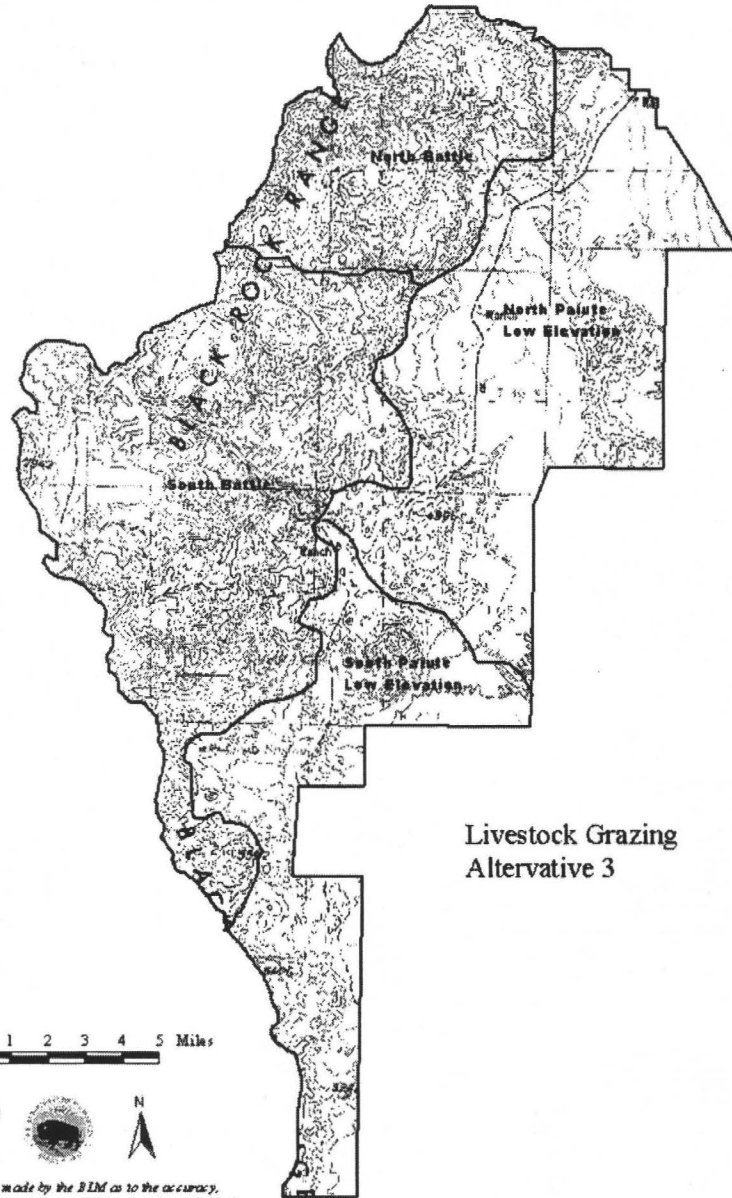 BLACK ROCK RANGE
North Battle
North Paiute
Low Elevation
South Battle
Ranch
South Paiute
Low Elevation
Livestock Grazing
Altervative 3
1 2 3 4 5 Miles
N
made by the BLM as to the accuracy,